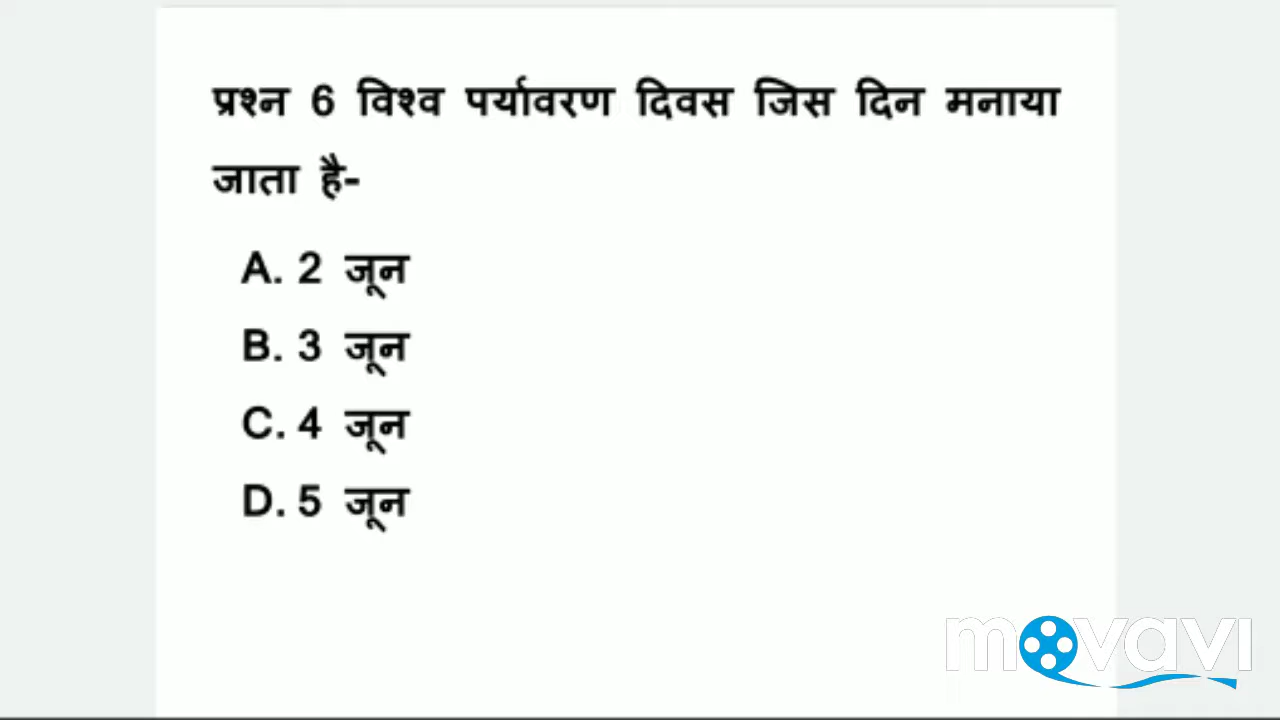 प्रश्न 6 विश्व पर्यावरण दिवस जिस दिन मनाया
जाता है-
A. 2 जून
B. 3 जून
C. 4 जून
D. 5 जून
movavi